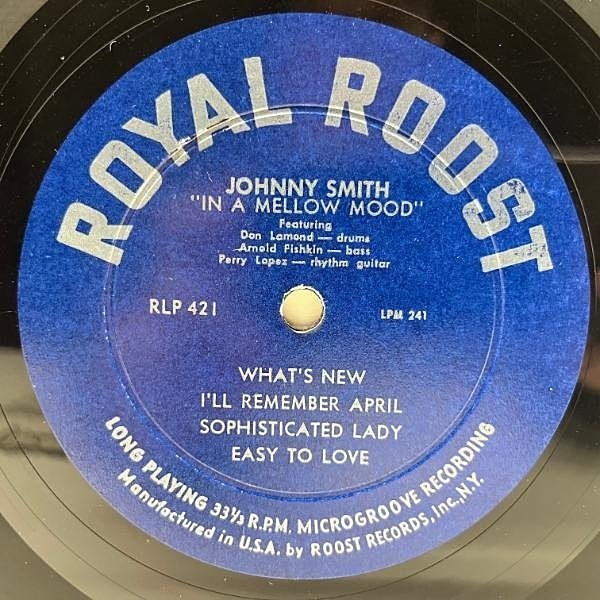 ROYAL ROOST
JOHNNY SMITH
"IN A MELLOW MOOD"
Featuring
Don Lamond — drums
Arnold Fishkin — bass
Perry Lopez — rhythm guitar
RLP 421
LPM 241
WHAT'S NEW
I'LL REMEMBER APRIL
SOPHISTICATED LADY
EASY TO LOVE
LONG PLAYING 33⅓ R.P.M. MICROGROOVE RECORDING
Manufactured in U.S.A. by ROOST RECORDS, Inc., N.Y.